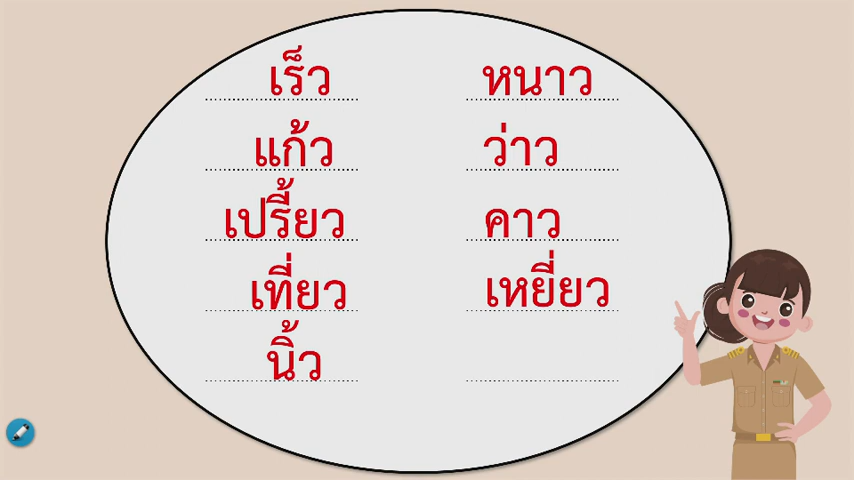 เร็ว หนาว
แก้ว ว่าว
เปรี้ยว คาว
เที่ยว เหยี่ยว
นิ้ว